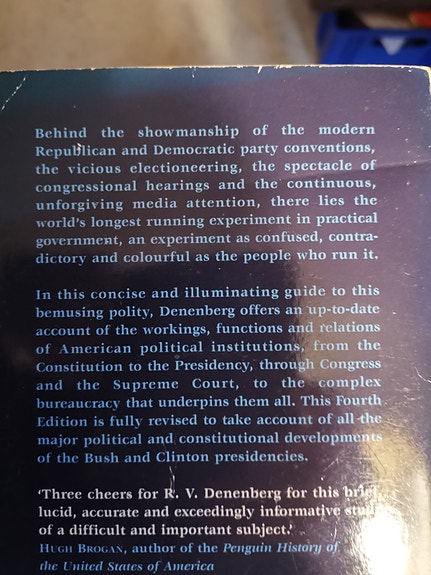 Behind the showmanship of the modern
Republican and Democratic party conventions,
the vicious electioneering, the spectacle of
congressional hearings and the continuous,
unforgiving media attention, there lies the
world's longest running experiment in practical
government, an experiment as confused, contra-
dictory and colourful as the people who run it.
In this concise and illuminating guide to this
bemusing polity, Denenberg offers an up-to-date
account of the workings, functions and relations
of American political institutions, from the
Constitution to the Presidency, through Congress
and the Supreme Court, to the complex
bureaucracy that underpins them all. This Fourth
Edition is fully revised to take account of all the
major political and constitutional developments
of the Bush and Clinton presidencies.
'Three cheers for R. V. Denenberg for this brief,
lucid, accurate and exceedingly informative study
of a difficult and important subject.'
HUGH BROGAN, author of the Penguin History of
the United States of America